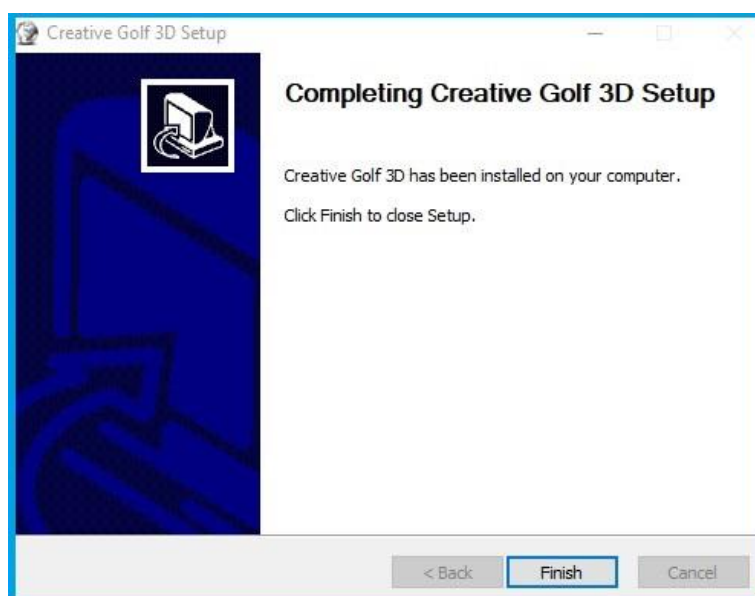 Creative Golf 3D Setup
Completing Creative Golf 3D Setup
Creative Golf 3D has been installed on your computer.
Click Finish to close Setup.
< Back Finish Cancel